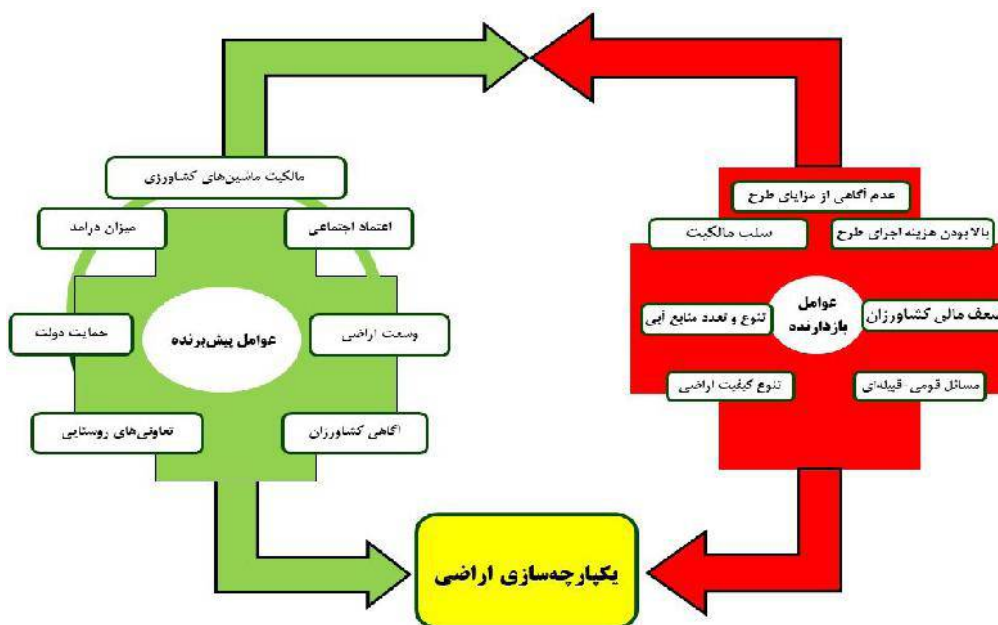 مالکیت ماشین‌های کشاورزی
اعتماد اجتماعی
میزان درامد
وسعت اراضی
عوامل پیش‌برنده
حمایت دولت
آگاهی کشاورزان
تعاونی‌های روستایی
عدم آگاهی از مزایای طرح
بالا بودن هزینه اجرای طرح
سلب مالکیت
ضعف مالی کشاورزان
عوامل
بازدارنده
تنوع و تعدد منابع آبی
مسائل قومی-قبیله‌ای
تنوع کیفیت اراضی
یکپارچه‌سازی اراضی